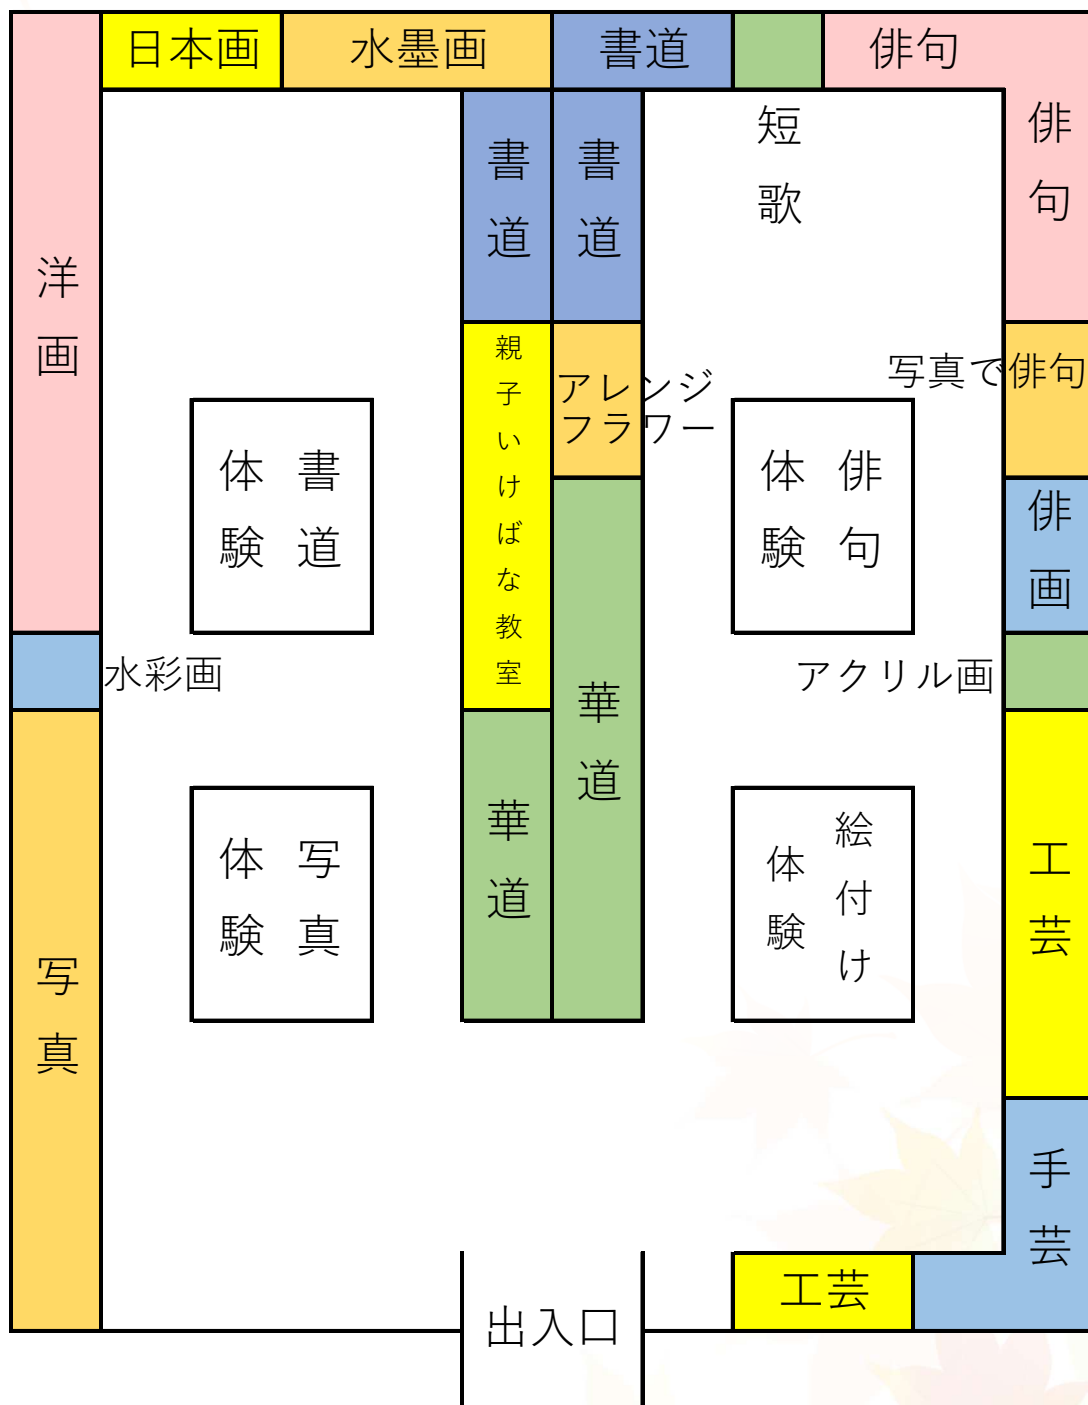 日本画
水墨画
書道
俳句
短歌
俳句
書道
書道
洋画
親子いけばな教室
アレンジ
フラワー
写真で俳句
書道
体験
俳句
体験
俳画
水彩画
アクリル画
華道
華道
写真
体験
絵付け
体験
工芸
写真
手芸
工芸
出入口